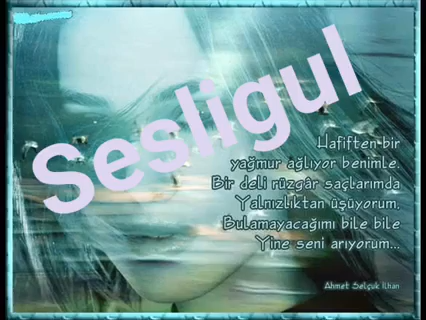 Sesligul
Hafiften bir
yağmur ağlıyor benimle.
Bir deli rüzgâr saçlarımda
Yalnızlıktan üşüyorum,
Bulamayacağımı bile bile
Yine seni arıyorum...
Ahmet Selçuk İlhan